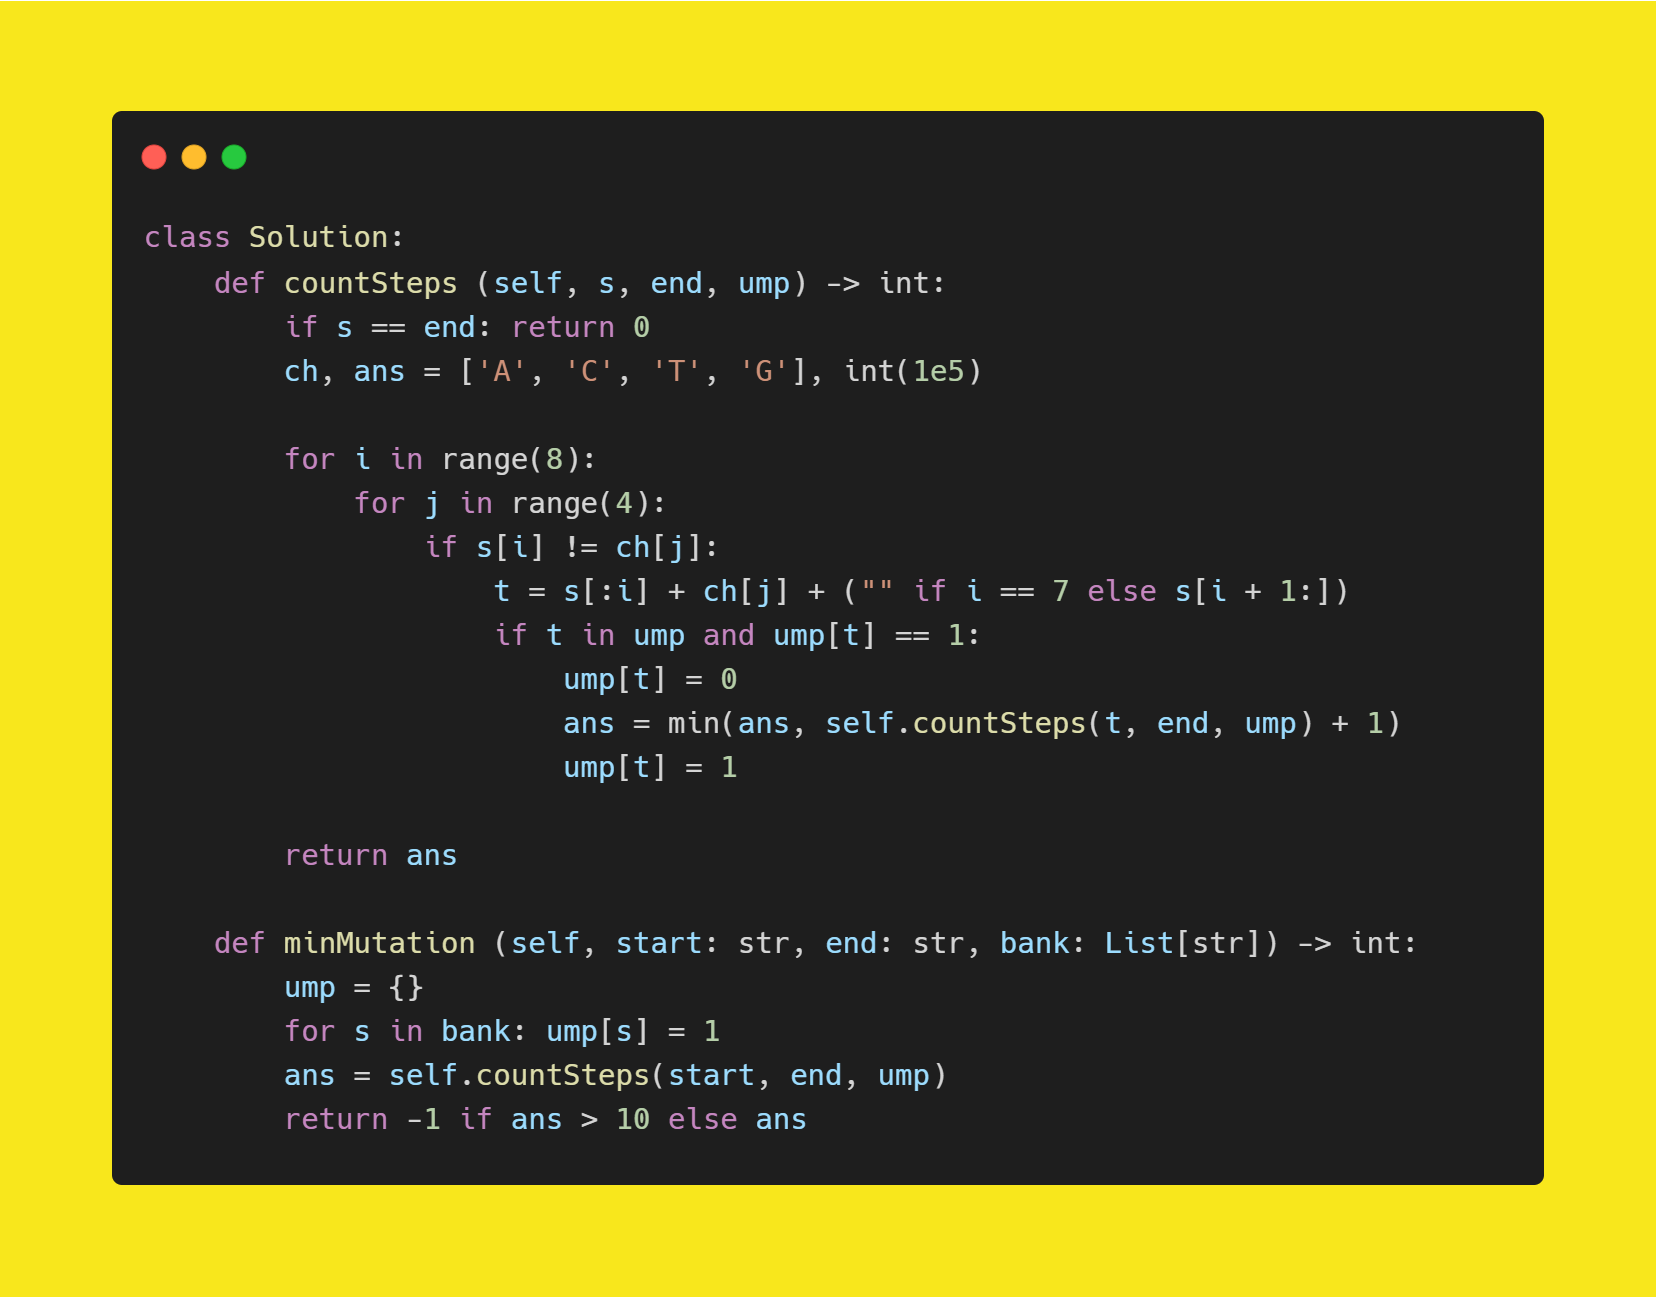 class Solution:
    def countSteps (self, s, end, ump) -> int:
        if s == end: return 0
        ch, ans = ['A', 'C', 'T', 'G'], int(1e5)

        for i in range(8):
            for j in range(4):
                if s[i] != ch[j]:
                    t = s[:i] + ch[j] + ("" if i == 7 else s[i + 1:])
                    if t in ump and ump[t] == 1:
                        ump[t] = 0
                        ans = min(ans, self.countSteps(t, end, ump) + 1)
                        ump[t] = 1

        return ans

    def minMutation (self, start: str, end: str, bank: List[str]) -> int:
        ump = {}
        for s in bank: ump[s] = 1
        ans = self.countSteps(start, end, ump)
        return -1 if ans > 10 else ans